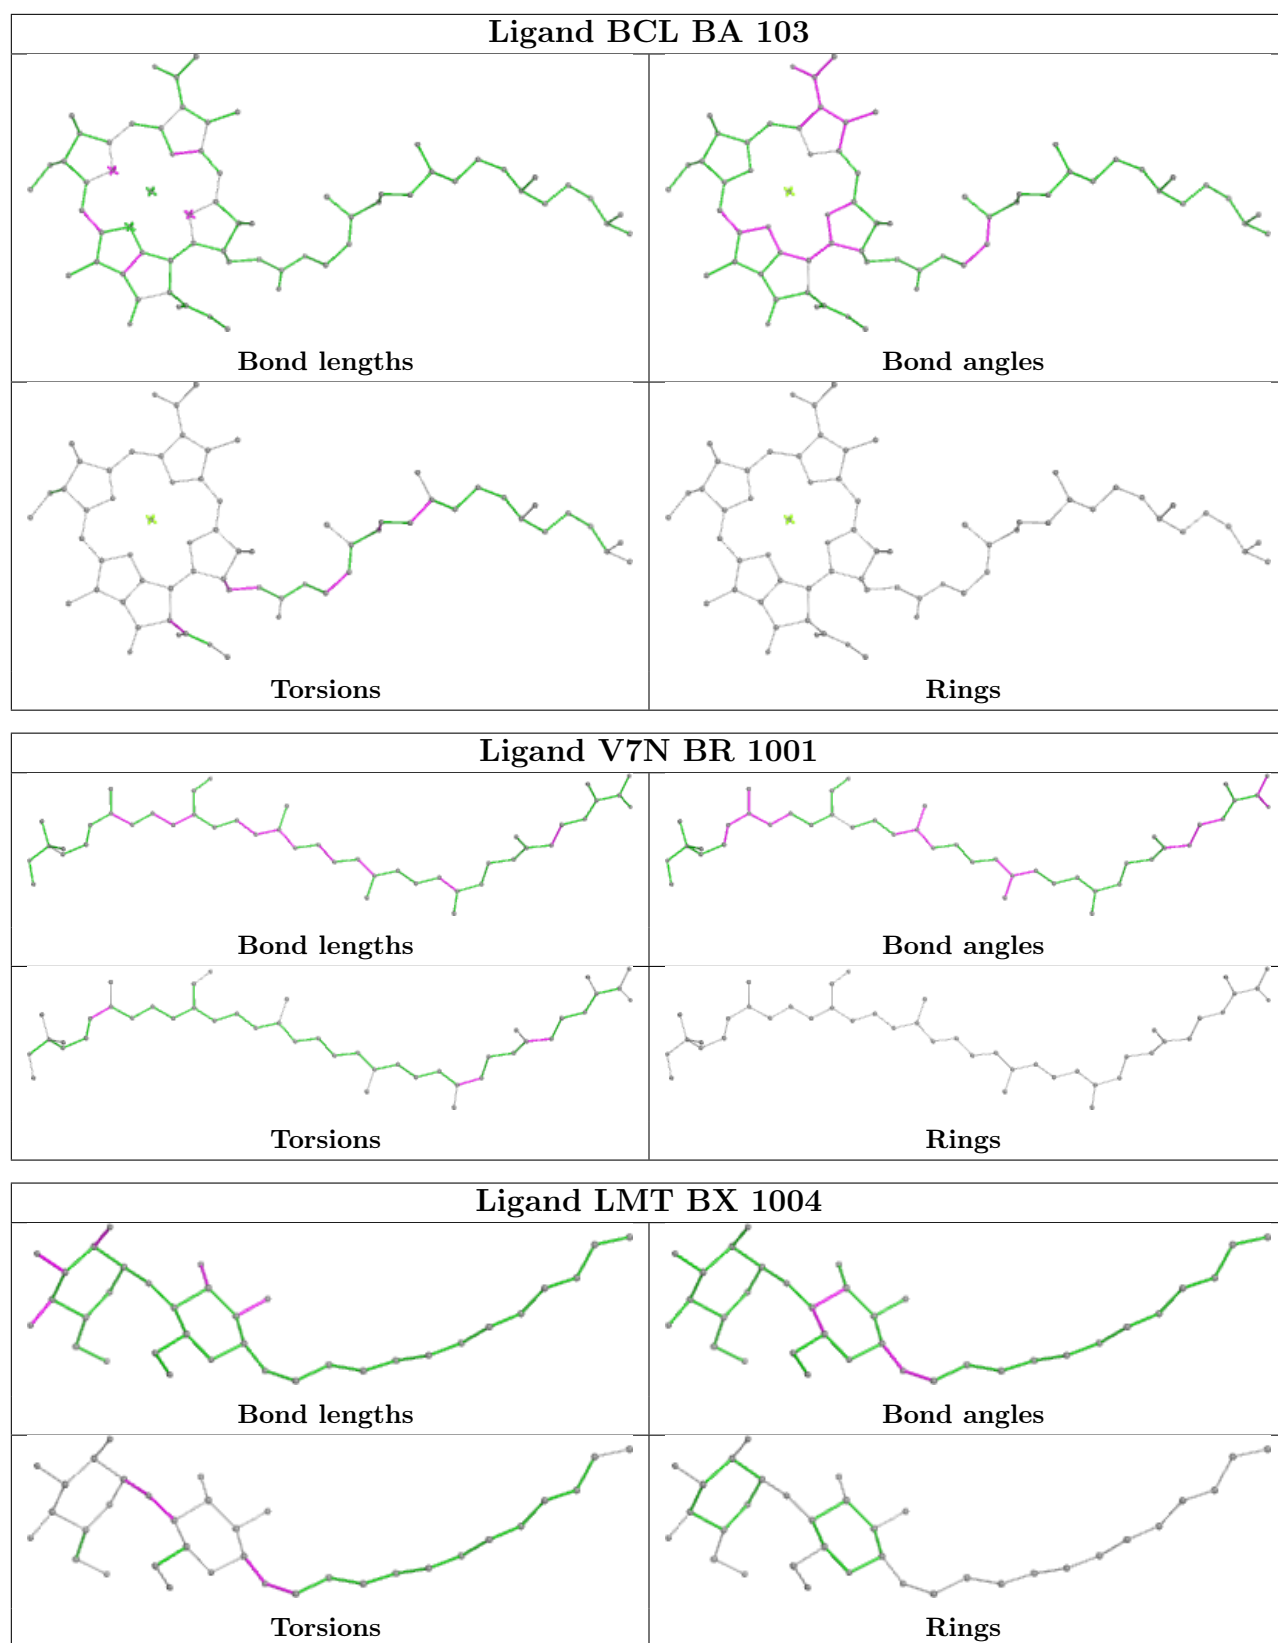 Ligand BCL BA 103
Bond lengths
Bond angles
Torsions
Rings
Ligand V7N BR 1001
Bond lengths
Bond angles
Torsions
Rings
Ligand LMT BX 1004
Bond lengths
Bond angles
Torsions
Rings